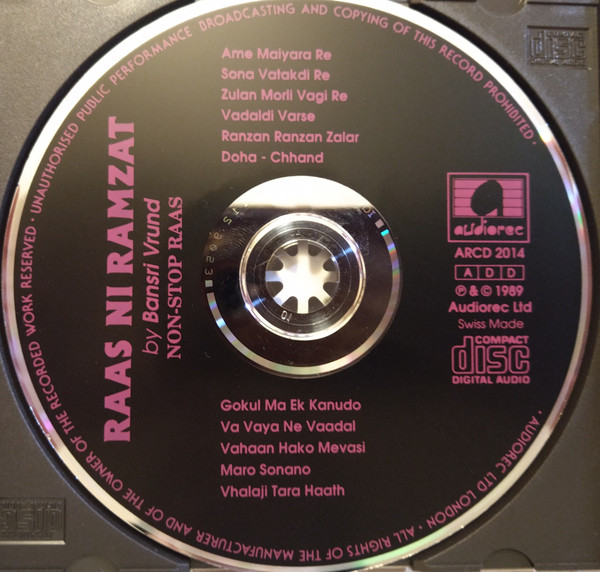 UNAUTHORISED PUBLIC PERFORMANCE BROADCASTING AND COPYING OF THIS RECORD PROHIBITED ·
Ame Maiyara Re
Sona Vatakdi Re
Zulan Morli Vagi Re
Vadaldi Varse
Ranzan Ranzan Zalar
Doha - Chhand
RAAS NI RAMZAT
by Bansri Vrund
NON-STOP RAAS
audiorec
ARCD 2014
A D D
℗ & © 1989
Audiorec Ltd
Swiss Made
COMPACT
disc
DIGITAL AUDIO
Gokul Ma Ek Kanudo
Va Vaya Ne Vaadal
Vahaan Hako Mevasi
Maro Sonano
Vhalaji Tara Haath
· AUDIOREC LTD LONDON · ALL RIGHTS OF THE MANUFACTURER AND OF THE OWNER OF THE RECORDED WORK RESERVED ·